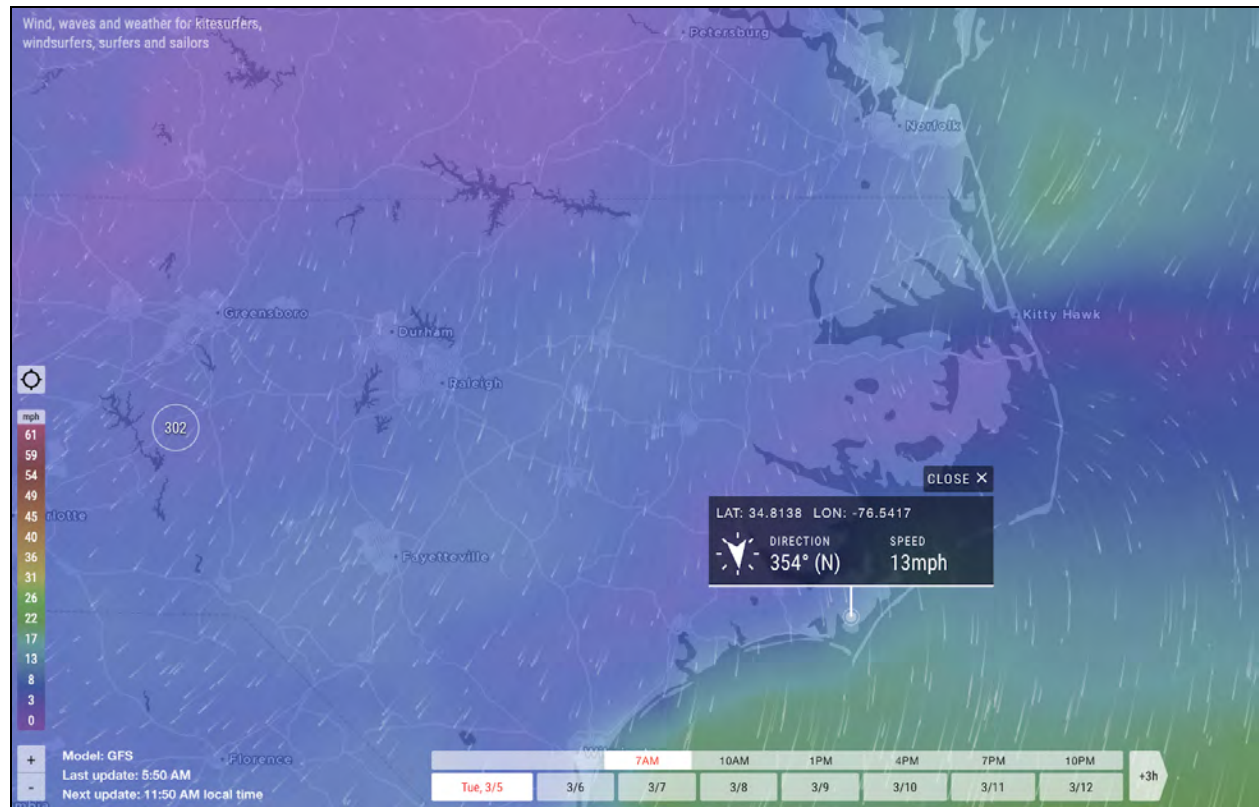 Wind, waves and weather for kitesurfers,
windsurfers, surfers and sailors
Petersburg
Norfolk
Greensboro
Durham
Kitty Hawk
Raleigh
mph
61
59
54
49
45
40
36
31
26
22
17
13
8
3
0
302
CLOSE ✕
LAT: 34.8138 LON: -76.5417
DIRECTION SPEED
354° (N) 13mph
lotte
Fayetteville
Florence
+
-
Model: GFS
Last update: 5:50 AM
Next update: 11:50 AM local time
7AM 10AM 1PM 4PM 7PM 10PM
Tue, 3/5 3/6 3/7 3/8 3/9 3/10 3/11 3/12
+3h